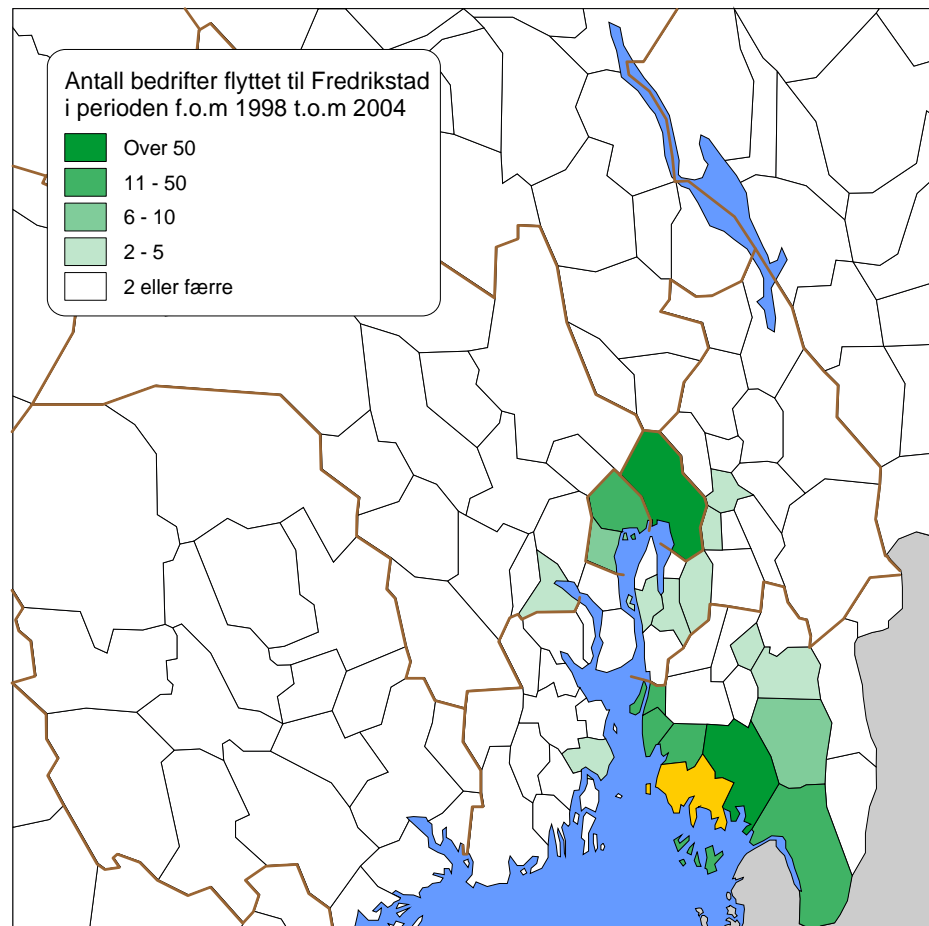 Antall bedrifter flyttet til Fredrikstad
i perioden f.o.m 1998 t.o.m 2004
Over 50
11 - 50
6 - 10
2 - 5
2 eller færre